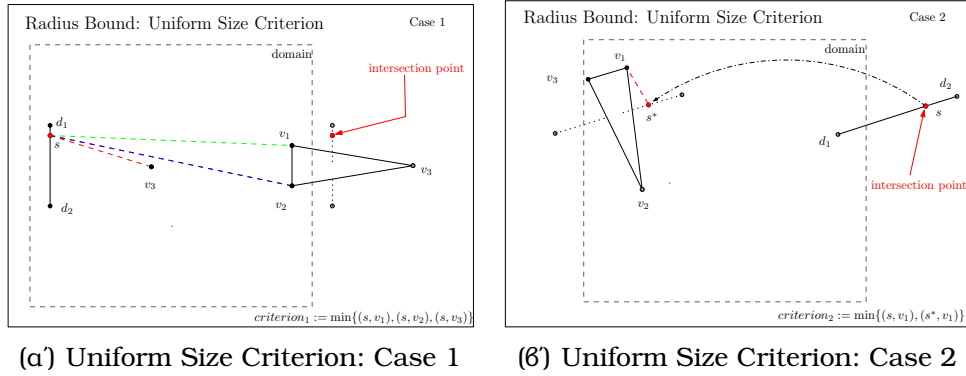 Radius Bound: Uniform Size Criterion
Case 1
domain
intersection point
d₁
s
v₁
v₃
v₃
v₂
d₂
criterion₁ := min{(s, v₁), (s, v₂), (s, v₃)}
(α′) Uniform Size Criterion: Case 1
Radius Bound: Uniform Size Criterion
Case 2
domain
v₁
v₃
d₂
s*
s
d₁
intersection point
v₂
criterion₂ := min{(s, v₁), (s*, v₁)}
(β′) Uniform Size Criterion: Case 2